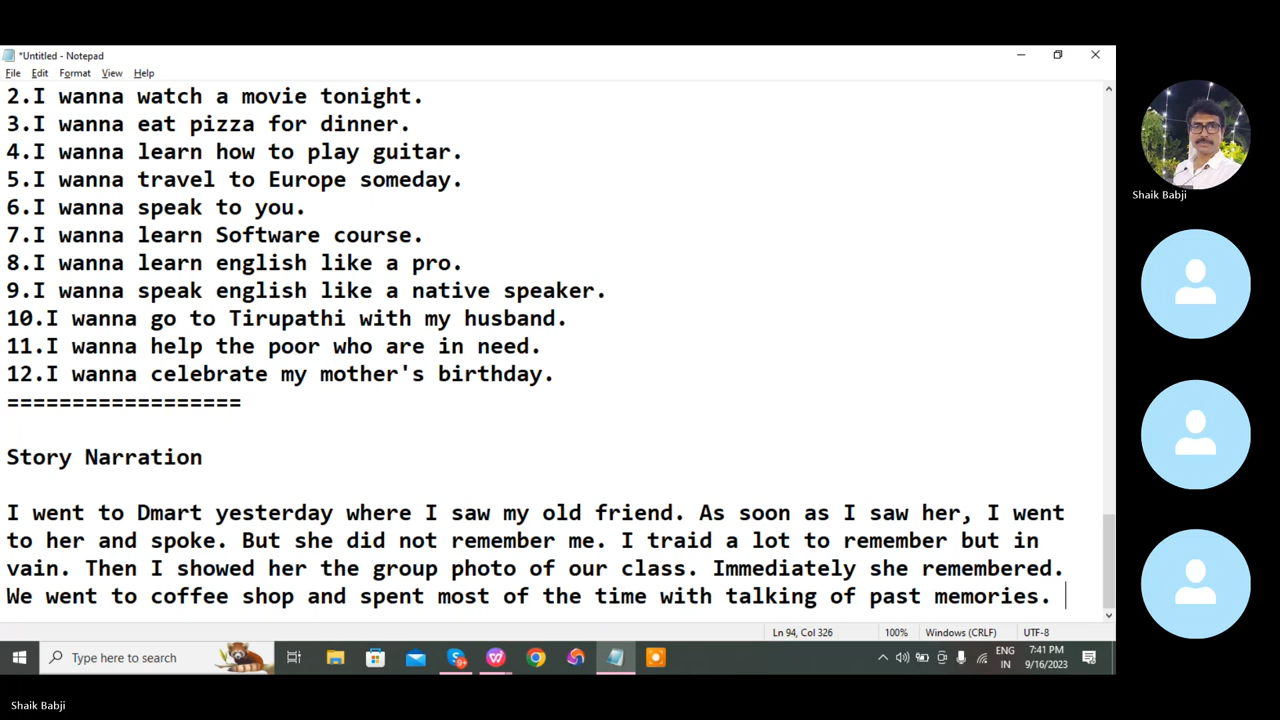 *Untitled - Notepad
File Edit Format View Help
2.I wanna watch a movie tonight.
3.I wanna eat pizza for dinner.
4.I wanna learn how to play guitar.
5.I wanna travel to Europe someday.
6.I wanna speak to you.
7.I wanna learn Software course.
8.I wanna learn english like a pro.
9.I wanna speak english like a native speaker.
10.I wanna go to Tirupathi with my husband.
11.I wanna help the poor who are in need.
12.I wanna celebrate my mother's birthday.
==================
Story Narration
I went to Dmart yesterday where I saw my old friend. As soon as I saw her, I went
to her and spoke. But she did not remember me. I traid a lot to remember but in
vain. Then I showed her the group photo of our class. Immediately she remembered.
We went to coffee shop and spent most of the time with talking of past memories.
Ln 94, Col 326 100% Windows (CRLF) UTF-8
Type here to search
ENG
IN
7:41 PM
9/16/2023
Shaik Babji
Shaik Babji